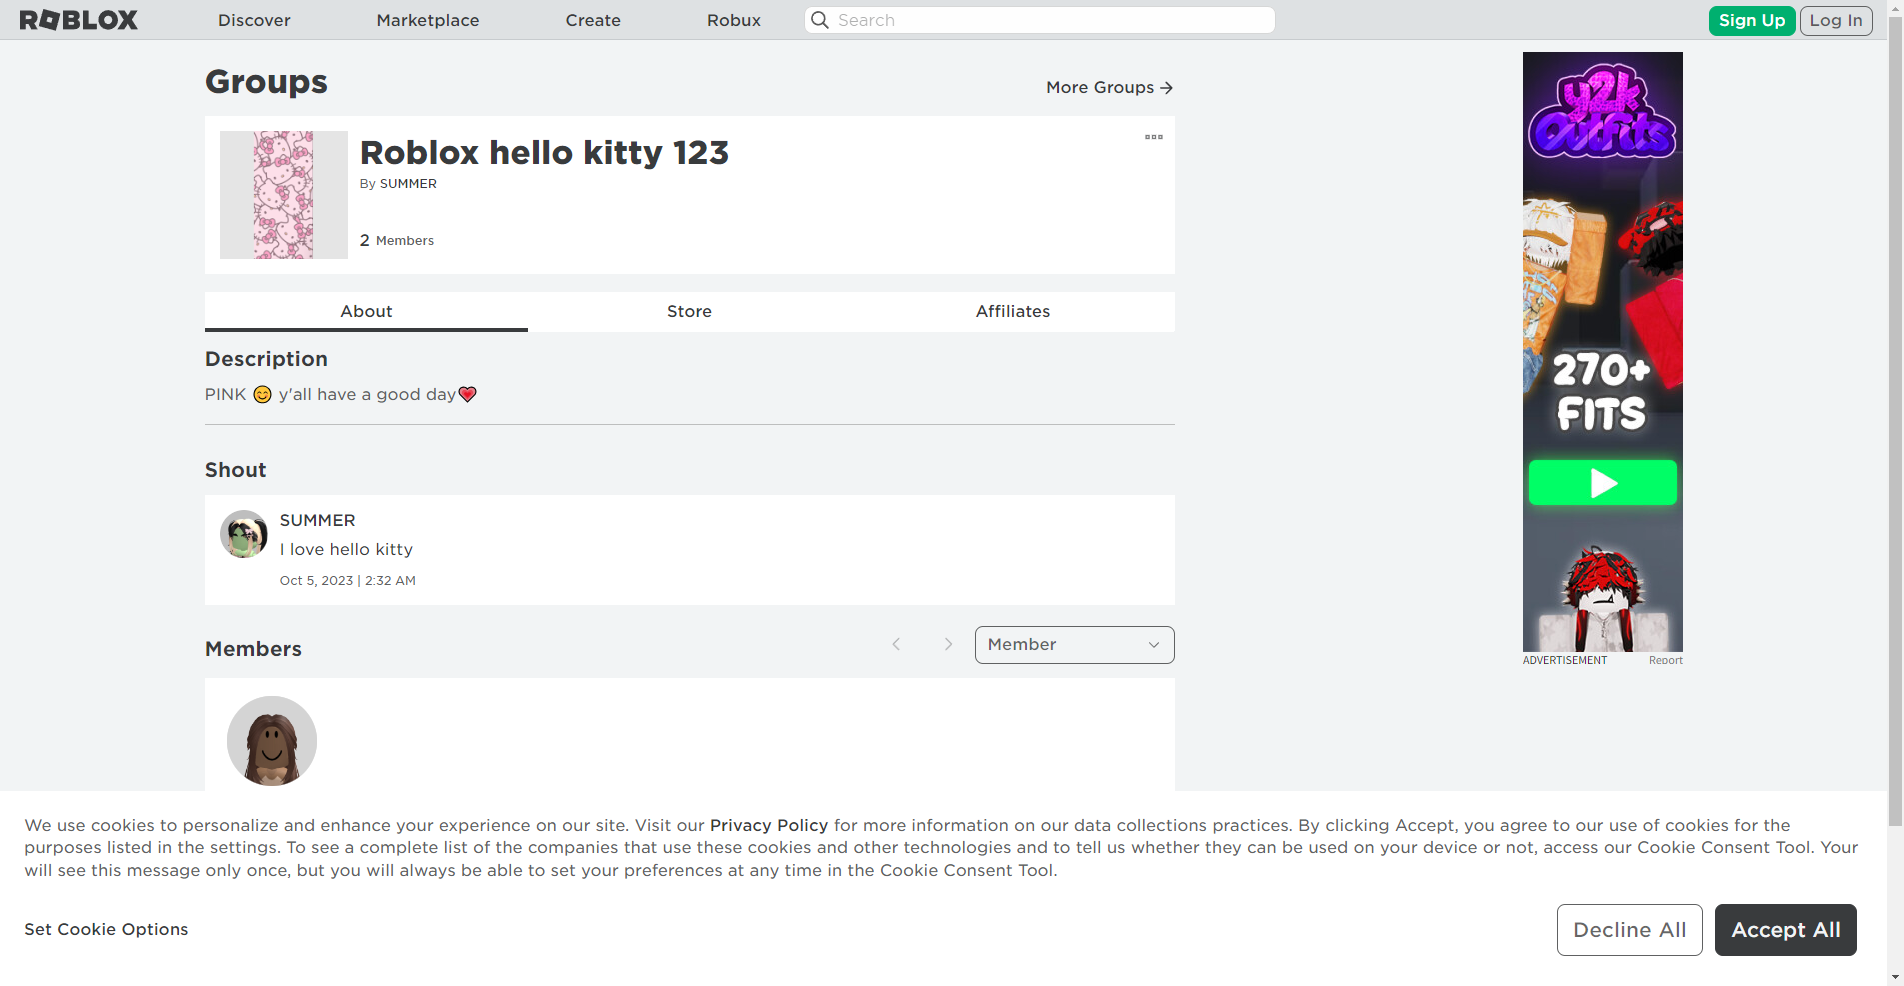 ROBLOX
Discover
Marketplace
Create
Robux
Search
Sign Up
Log In
Groups
More Groups →
Roblox hello kitty 123
By SUMMER
2 Members
About
Store
Affiliates
Description
PINK 😊 y'all have a good day💗
Shout
SUMMER
I love hello kitty
Oct 5, 2023 | 2:32 AM
Members
Member
y2k
Outfits
270+
FITS
ADVERTISEMENT
Report
We use cookies to personalize and enhance your experience on our site. Visit our Privacy Policy for more information on our data collections practices. By clicking Accept, you agree to our use of cookies for the
purposes listed in the settings. To see a complete list of the companies that use these cookies and other technologies and to tell us whether they can be used on your device or not, access our Cookie Consent Tool. Your
will see this message only once, but you will always be able to set your preferences at any time in the Cookie Consent Tool.
Set Cookie Options
Decline All
Accept All